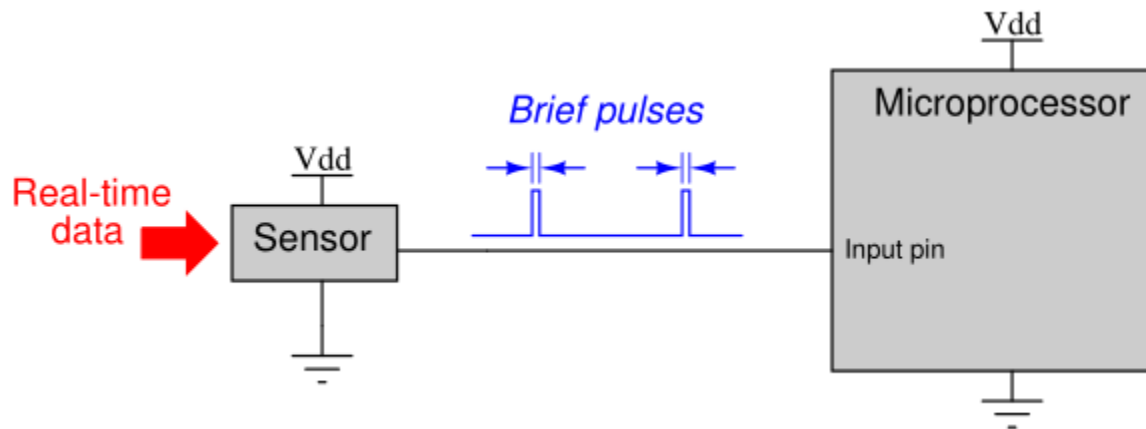 Vdd
Microprocessor
Brief pulses
Vdd
Real-time
data
Sensor
Input pin